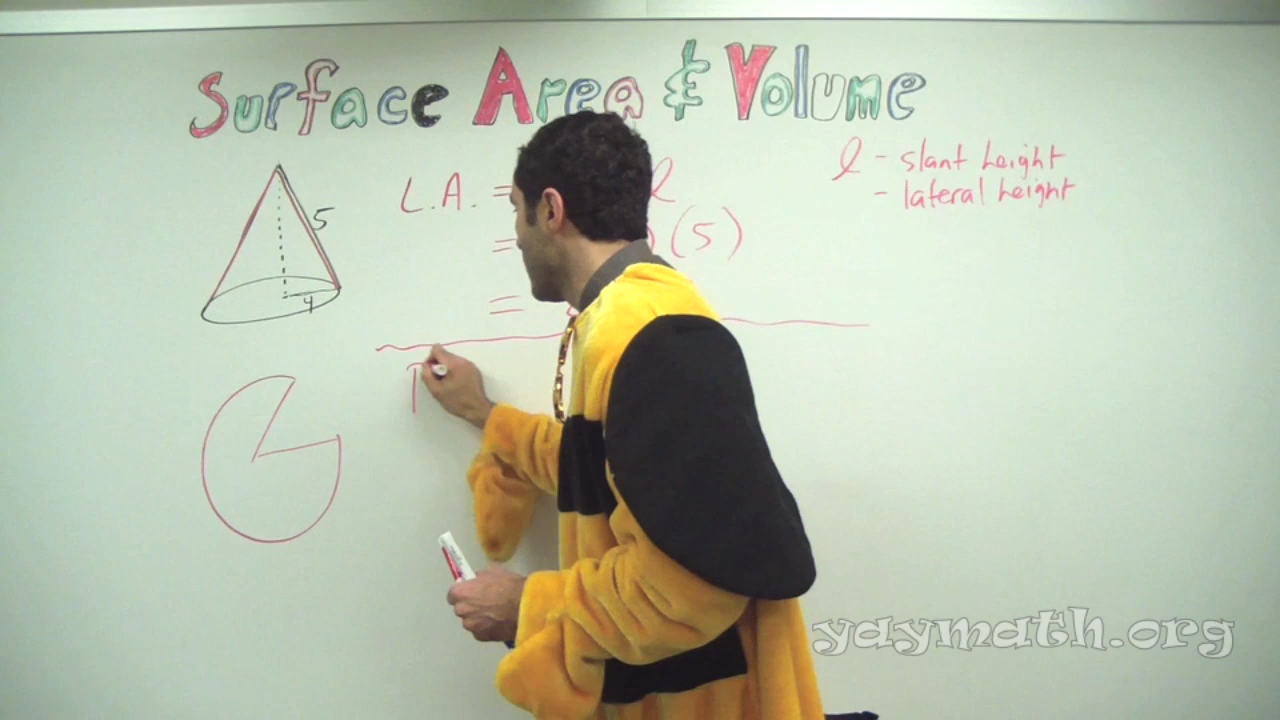 Surface Area & Volume
l - slant height
- lateral height
L.A. = l
= ) (5)
=
5
4
yaymath.org